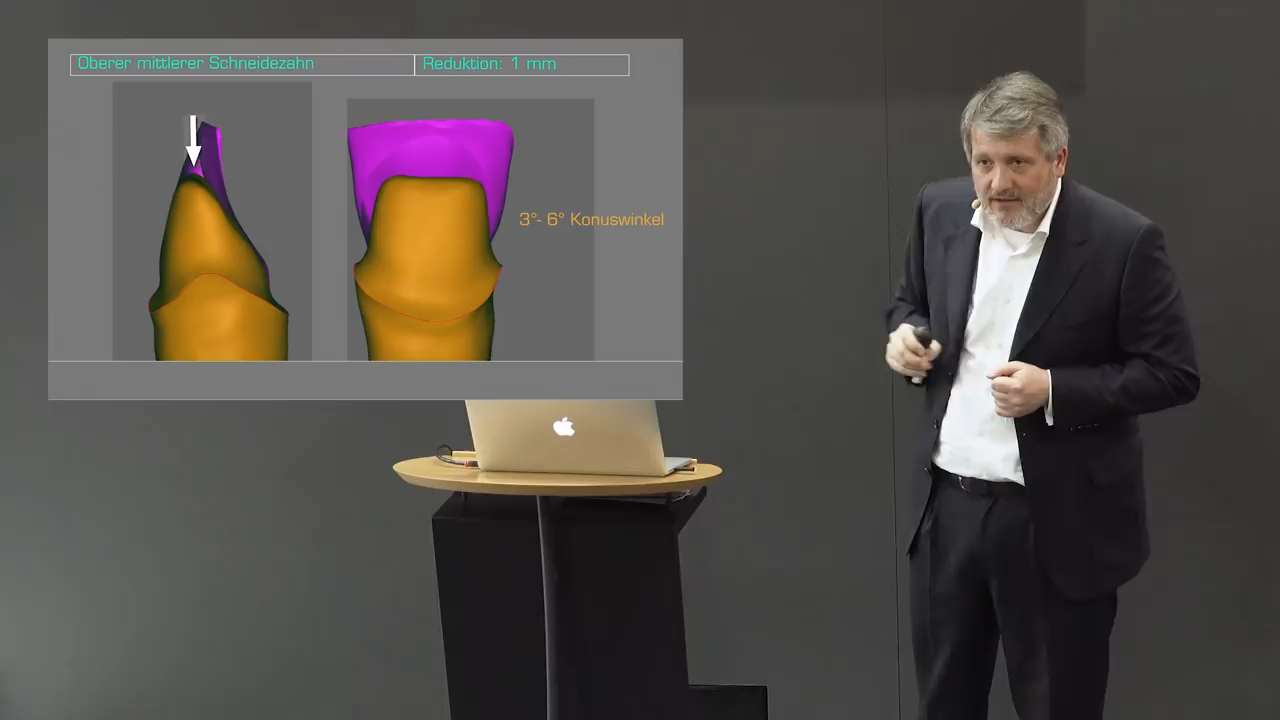 Oberer mittlerer Schneidezahn
Reduktion: 1 mm
3°- 6° Konuswinkel